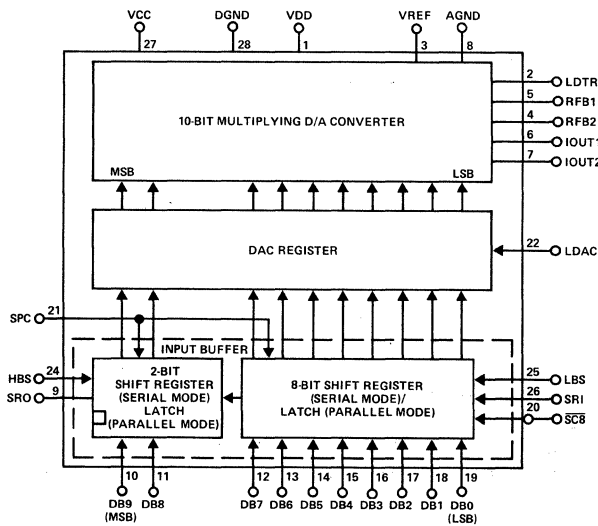 VCC DGND VDD VREF AGND
27 28 1 3 8
10-BIT MULTIPLYING D/A CONVERTER
MSB LSB
2 LDTR
5 RFB1
4 RFB2
6 IOUT1
7 IOUT2
DAC REGISTER
22 LDAC
SPC 21
INPUT BUFFER
HBS 24
SRO 9
2-BIT
SHIFT REGISTER
(SERIAL MODE)
LATCH
(PARALLEL MODE)
8-BIT SHIFT REGISTER
(SERIAL MODE)/
LATCH (PARALLEL MODE)
25 LBS
26 SRI
20 SC8
10 11 12 13 14 15 16 17 18 19
DB9 DB8 DB7 DB6 DB5 DB4 DB3 DB2 DB1 DB0
(MSB) (LSB)